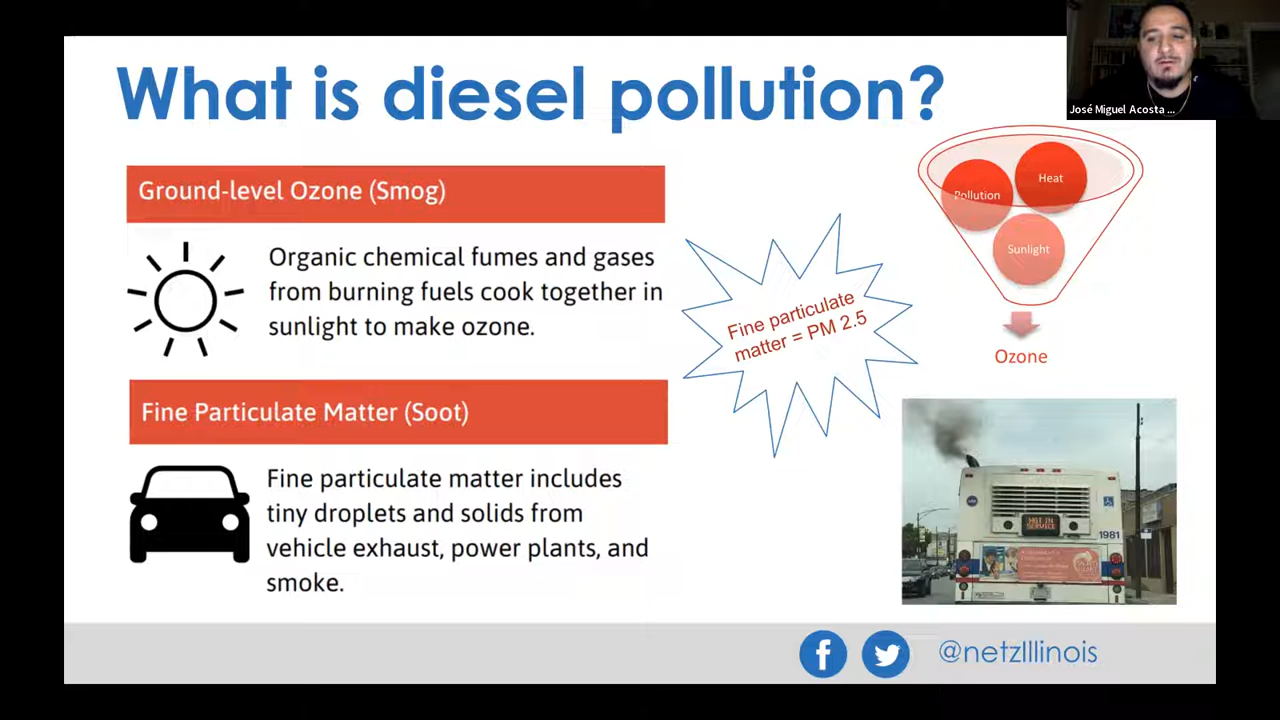 José Miguel Acosta ...
What is diesel pollution?
Ground-level Ozone (Smog)
Organic chemical fumes and gases
from burning fuels cook together in
sunlight to make ozone.
Fine Particulate Matter (Soot)
Fine particulate matter includes
tiny droplets and solids from
vehicle exhaust, power plants, and
smoke.
Fine particulate
matter = PM 2.5
Heat
Pollution
Sunlight
Ozone
NOT IN
SERVICE
1981
@netzIllinois